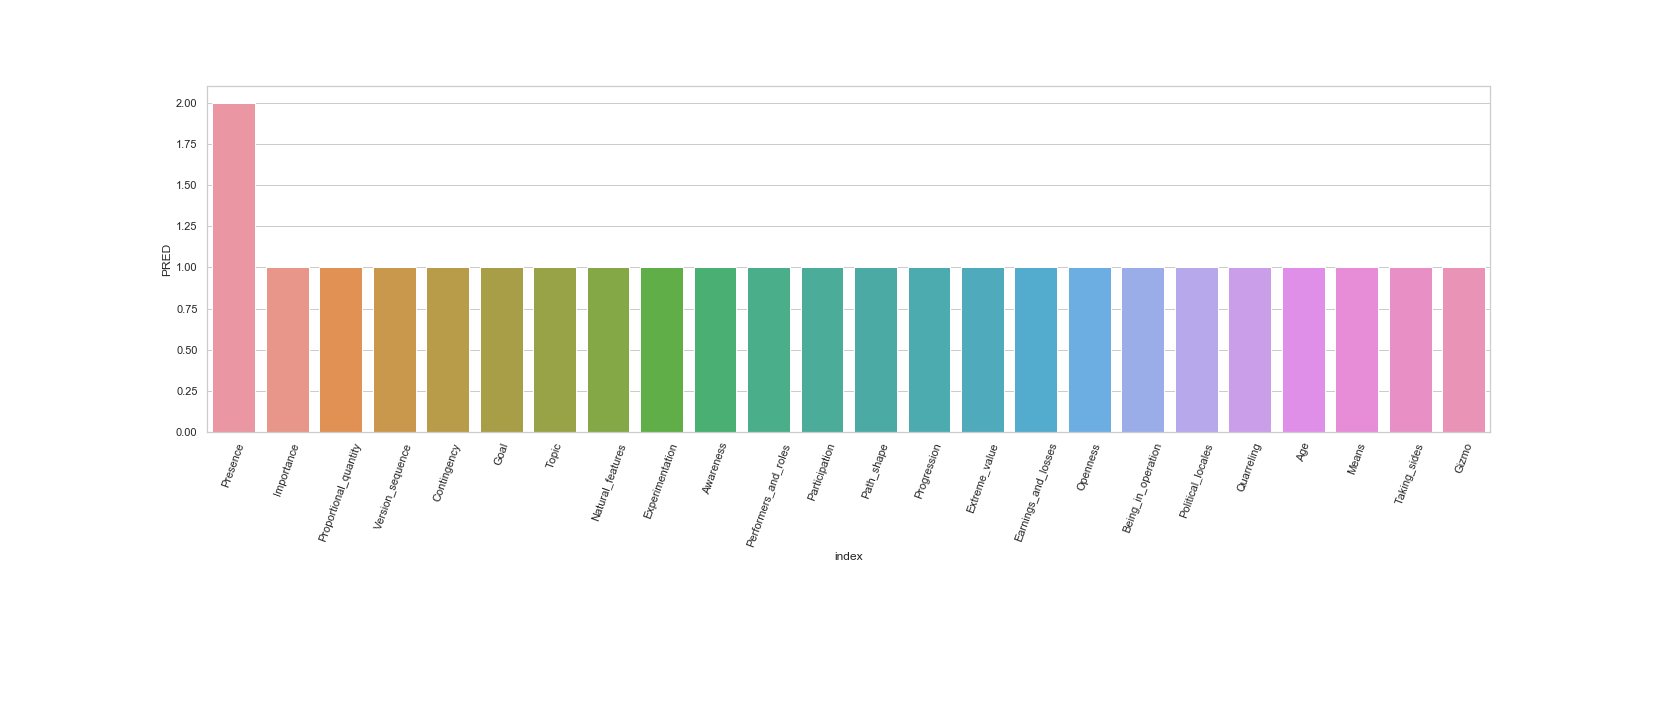 2.00
1.75
1.50
1.25
1.00
0.75
0.50
0.25
0.00
PRED
Presence
Importance
Proportional_quantity
Version_sequence
Contingency
Goal
Topic
Natural_features
Experimentation
Awareness
Performers_and_roles
Participation
Path_shape
Progression
Extreme_value
Earnings_and_losses
Openness
Being_in_operation
Political_locales
Quarreling
Age
Means
Taking_sides
Gizmo
index